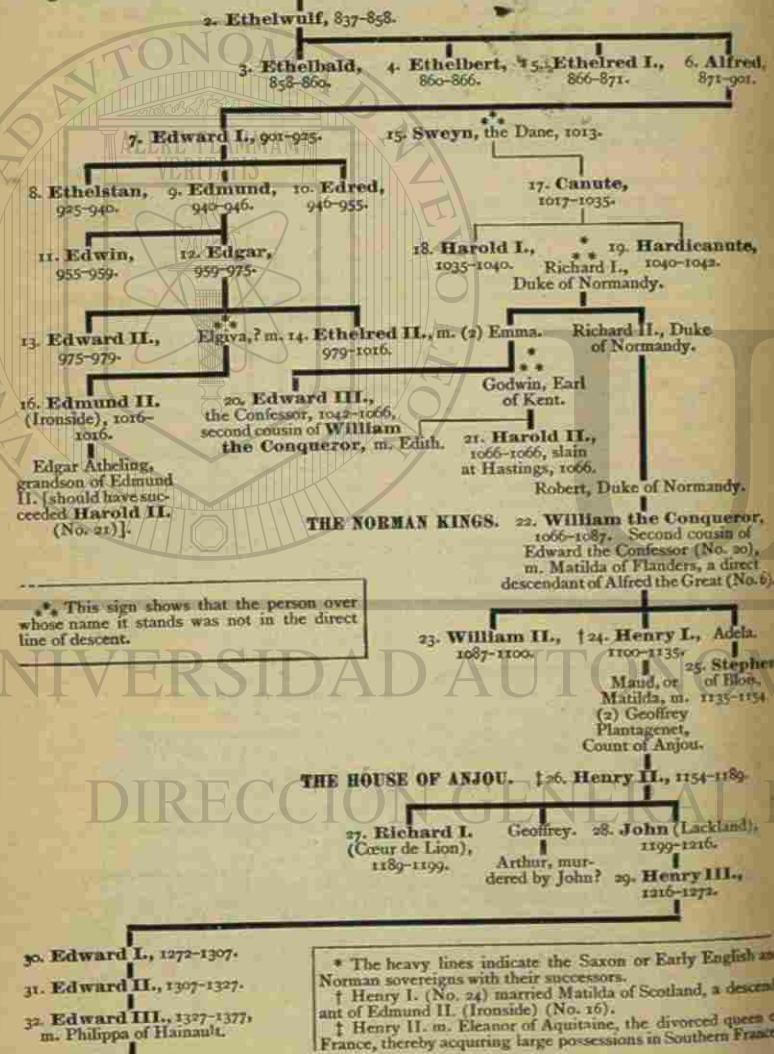 2. Ethelwulf, 837-858.
3. Ethelbald,
858-860.
4. Ethelbert,
860-866.
5. Ethelred I.,
866-871.
6. Alfred,
871-901.
7. Edward I., 901-925.
15. Sweyn, the Dane, 1013.
ALERE FLAMMAM
VERITATIS
8. Ethelstan,
925-940.
9. Edmund,
940-946.
10. Edred,
946-955.
17. Canute,
1017-1035.
11. Edwin,
955-959.
12. Edgar,
959-975.
18. Harold I.,
1035-1040.
19. Hardicanute,
1040-1042.
Richard I.,
Duke of Normandy.
13. Edward II.,
975-979.
Elgiva,? m. 14. Ethelred II., m. (2) Emma.
979-1016.
Richard II., Duke
of Normandy.
16. Edmund II.
(Ironside), 1016-
1016.
20. Edward III.,
the Confessor, 1042-1066,
second cousin of William
the Conqueror, m. Edith.
Godwin, Earl
of Kent.
21. Harold II.,
1066-1066, slain
at Hastings, 1066.
Edgar Atheling,
grandson of Edmund
II. [should have suc-
ceeded Harold II.
(No. 21)].
Robert, Duke of Normandy.
THE NORMAN KINGS. 22. William the Conqueror,
1066-1087. Second cousin of
Edward the Confessor (No. 20),
m. Matilda of Flanders, a direct
descendant of Alfred the Great (No.6).
*** This sign shows that the person over
whose name it stands was not in the direct
line of descent.
23. William II.,
1087-1100.
†24. Henry I.,
1100-1135.
Adela.
25. Stephen
of Blois,
1135-1154
Maud, or
Matilda, m.
(2) Geoffrey
Plantagenet,
Count of Anjou.
UNIVERSIDAD AUTÓNOM
THE HOUSE OF ANJOU. ‡26. Henry II., 1154-1189.
DIRECCIÓN GENERAL
27. Richard I.
(Cœur de Lion),
1189-1199.
Geoffrey.
Arthur, mur-
dered by John?
28. John (Lackland),
1199-1216.
29. Henry III.,
1216-1272.
30. Edward I., 1272-1307.
31. Edward II., 1307-1327.
32. Edward III., 1327-1377,
m. Philippa of Hainault.
* The heavy lines indicate the Saxon or Early English an
Norman sovereigns with their successors.
† Henry I. (No. 24) married Matilda of Scotland, a descend
ant of Edmund II. (Ironside) (No. 16).
‡ Henry II. m. Eleanor of Aquitaine, the divorced queen o
France, thereby acquiring large possessions in Southern France